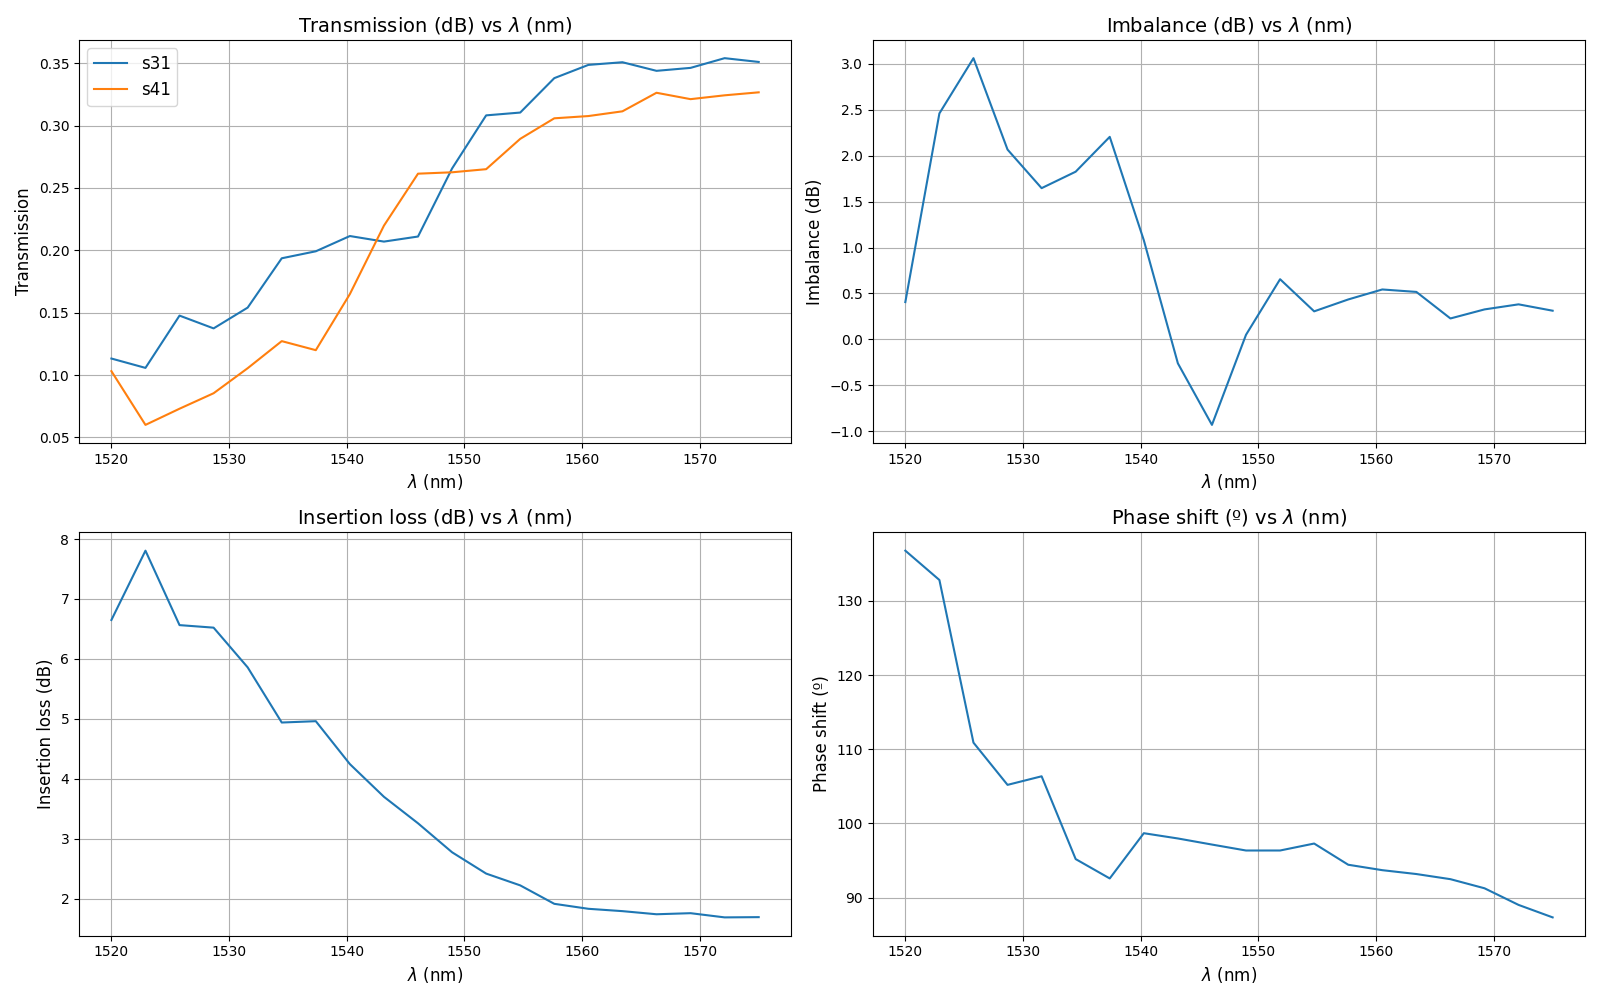 Transmission (dB) vs λ (nm)
s31
s41
0.35
0.30
0.25
0.20
0.15
0.10
0.05
Transmission
1520 1530 1540 1550 1560 1570
λ (nm)
Imbalance (dB) vs λ (nm)
3.0
2.5
2.0
1.5
1.0
0.5
0.0
−0.5
−1.0
Imbalance (dB)
1520 1530 1540 1550 1560 1570
λ (nm)
Insertion loss (dB) vs λ (nm)
8
7
6
5
4
3
2
Insertion loss (dB)
1520 1530 1540 1550 1560 1570
λ (nm)
Phase shift (º) vs λ (nm)
130
120
110
100
90
Phase shift (º)
1520 1530 1540 1550 1560 1570
λ (nm)